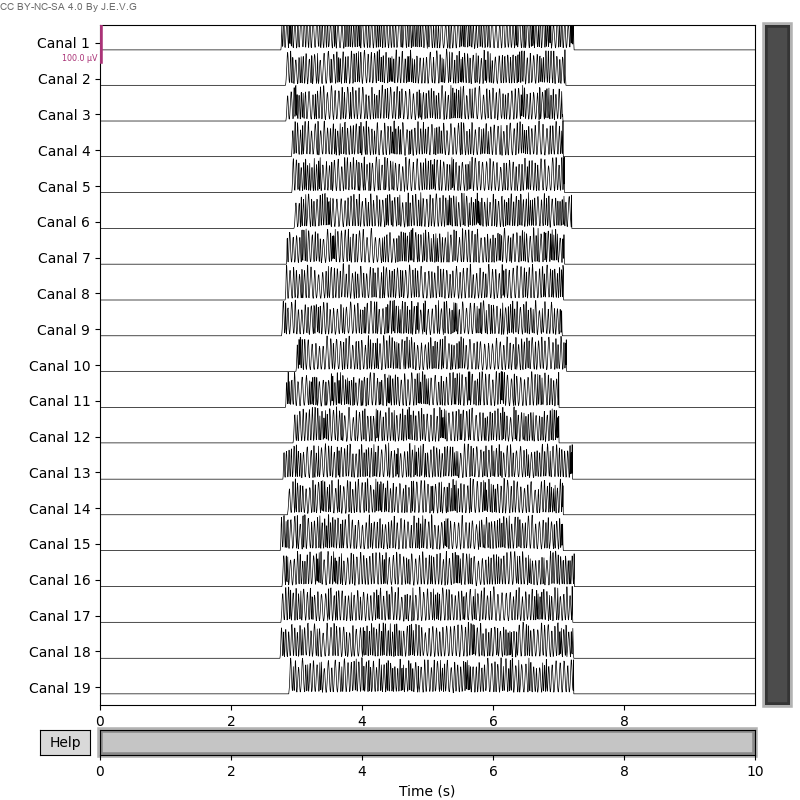 CC BY-NC-SA 4.0 By J.E.V.G
Canal 1
100.0 µV
Canal 2
Canal 3
Canal 4
Canal 5
Canal 6
Canal 7
Canal 8
Canal 9
Canal 10
Canal 11
Canal 12
Canal 13
Canal 14
Canal 15
Canal 16
Canal 17
Canal 18
Canal 19
0 2 4 6 8
Help
0 2 4 6 8 10
Time (s)